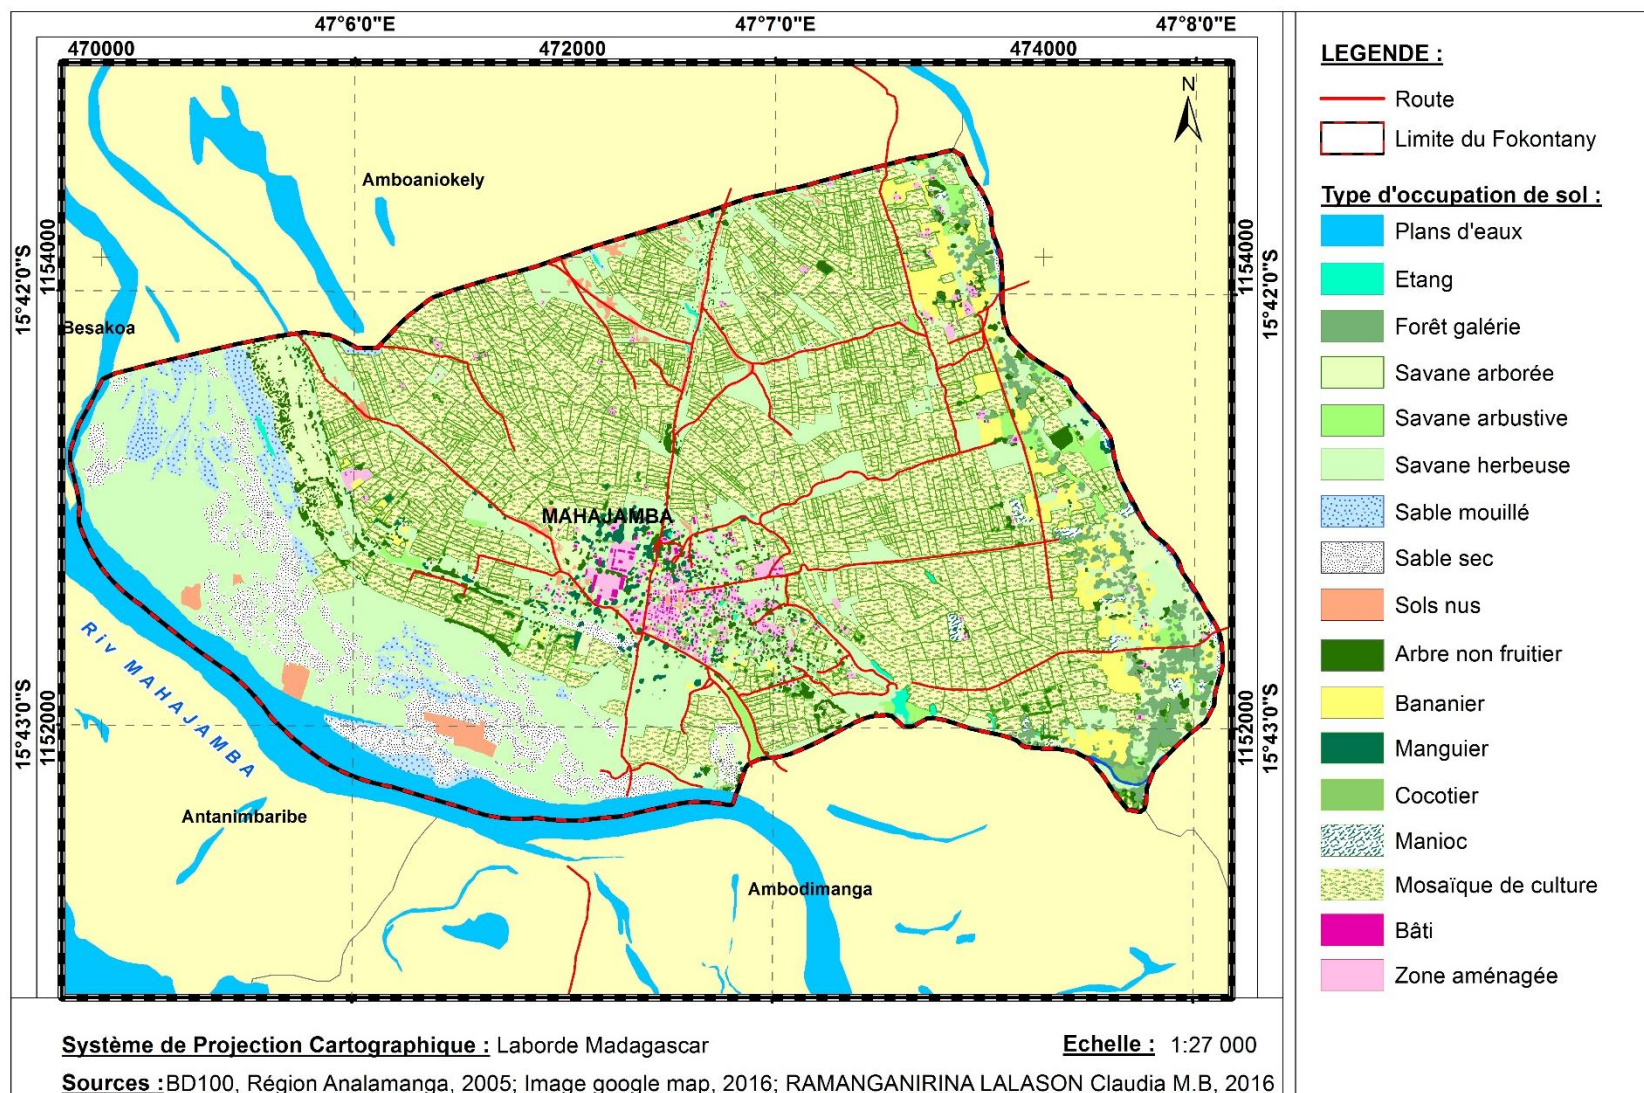 47°6'0"E 47°7'0"E 47°8'0"E
470000 472000 474000
N
Amboaniokely
15°42'0"S
1154000
1154000
15°42'0"S
Besakoa
MAHAJAMBA
Riv MAHAJAMBA
15°43'0"S
1152000
1152000
15°43'0"S
Antanimbaribe
Ambodimanga
LEGENDE :
Route
Limite du Fokontany
Type d'occupation de sol :
Plans d'eaux
Etang
Forêt galérie
Savane arborée
Savane arbustive
Savane herbeuse
Sable mouillé
Sable sec
Sols nus
Arbre non fruitier
Bananier
Manguier
Cocotier
Manioc
Mosaïque de culture
Bâti
Zone aménagée
Système de Projection Cartographique : Laborde Madagascar Echelle : 1:27 000
Sources :BD100, Région Analamanga, 2005; Image google map, 2016; RAMANGANIRINA LALASON Claudia M.B, 2016